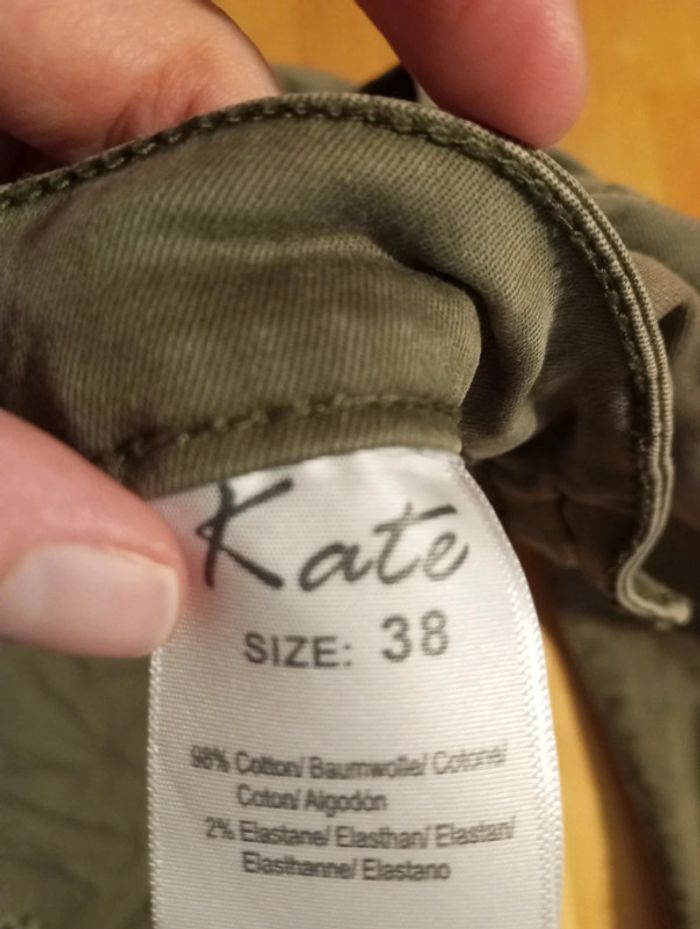 Kate
SIZE: 38
98% Cotton/ Baumwolle/ Cotone/
Coton/ Algodón
2% Elastane/ Elasthan/ Elastan/
Elasthanne/ Elastano